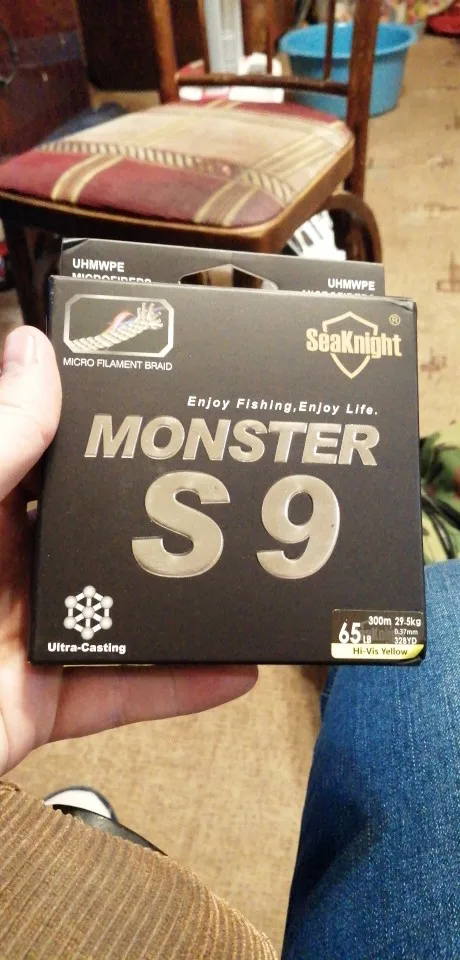 UHMWPE
UHMWPE
MICRO FILAMENT BRAID
SeaKnight®
Enjoy Fishing,Enjoy Life.
MONSTER
S 9
Ultra-Casting
65LB
300m 29.5kg
0.37mm
328YD
Hi-Vis Yellow